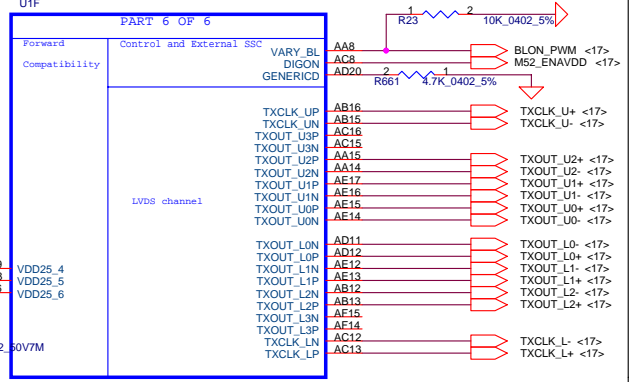 U1F
PART 6 OF 6
Forward
Compatibility
Control and External SSC
1 R23 2 10K_0402_5%
VARY_BL AA8 BLON_PWM <17>
DIGON AC8 M52_ENAVDD <17>
GENERICD AD20 2 R661 1 4.7K_0402_5%
TXCLK_UP AB16 TXCLK_U+ <17>
TXCLK_UN AB15 TXCLK_U- <17>
TXOUT_U3P AC16
TXOUT_U3N AC15
TXOUT_U2P AA15 TXOUT_U2+ <17>
TXOUT_U2N AA14 TXOUT_U2- <17>
TXOUT_U1P AE17 TXOUT_U1+ <17>
TXOUT_U1N AE16 TXOUT_U1- <17>
LVDS channel
TXOUT_U0P AE15 TXOUT_U0+ <17>
TXOUT_U0N AE14 TXOUT_U0- <17>
TXOUT_L0N AD11 TXOUT_L0- <17>
TXOUT_L0P AD12 TXOUT_L0+ <17>
VDD25_4 TXOUT_L1N AE12 TXOUT_L1- <17>
VDD25_5 TXOUT_L1P AE13 TXOUT_L1+ <17>
VDD25_6 TXOUT_L2N AB12 TXOUT_L2- <17>
TXOUT_L2P AB13 TXOUT_L2+ <17>
TXOUT_L3N AF15
TXOUT_L3P AF14
TXCLK_LN AC12 TXCLK_L- <17>
TXCLK_LP AC13 TXCLK_L+ <17>